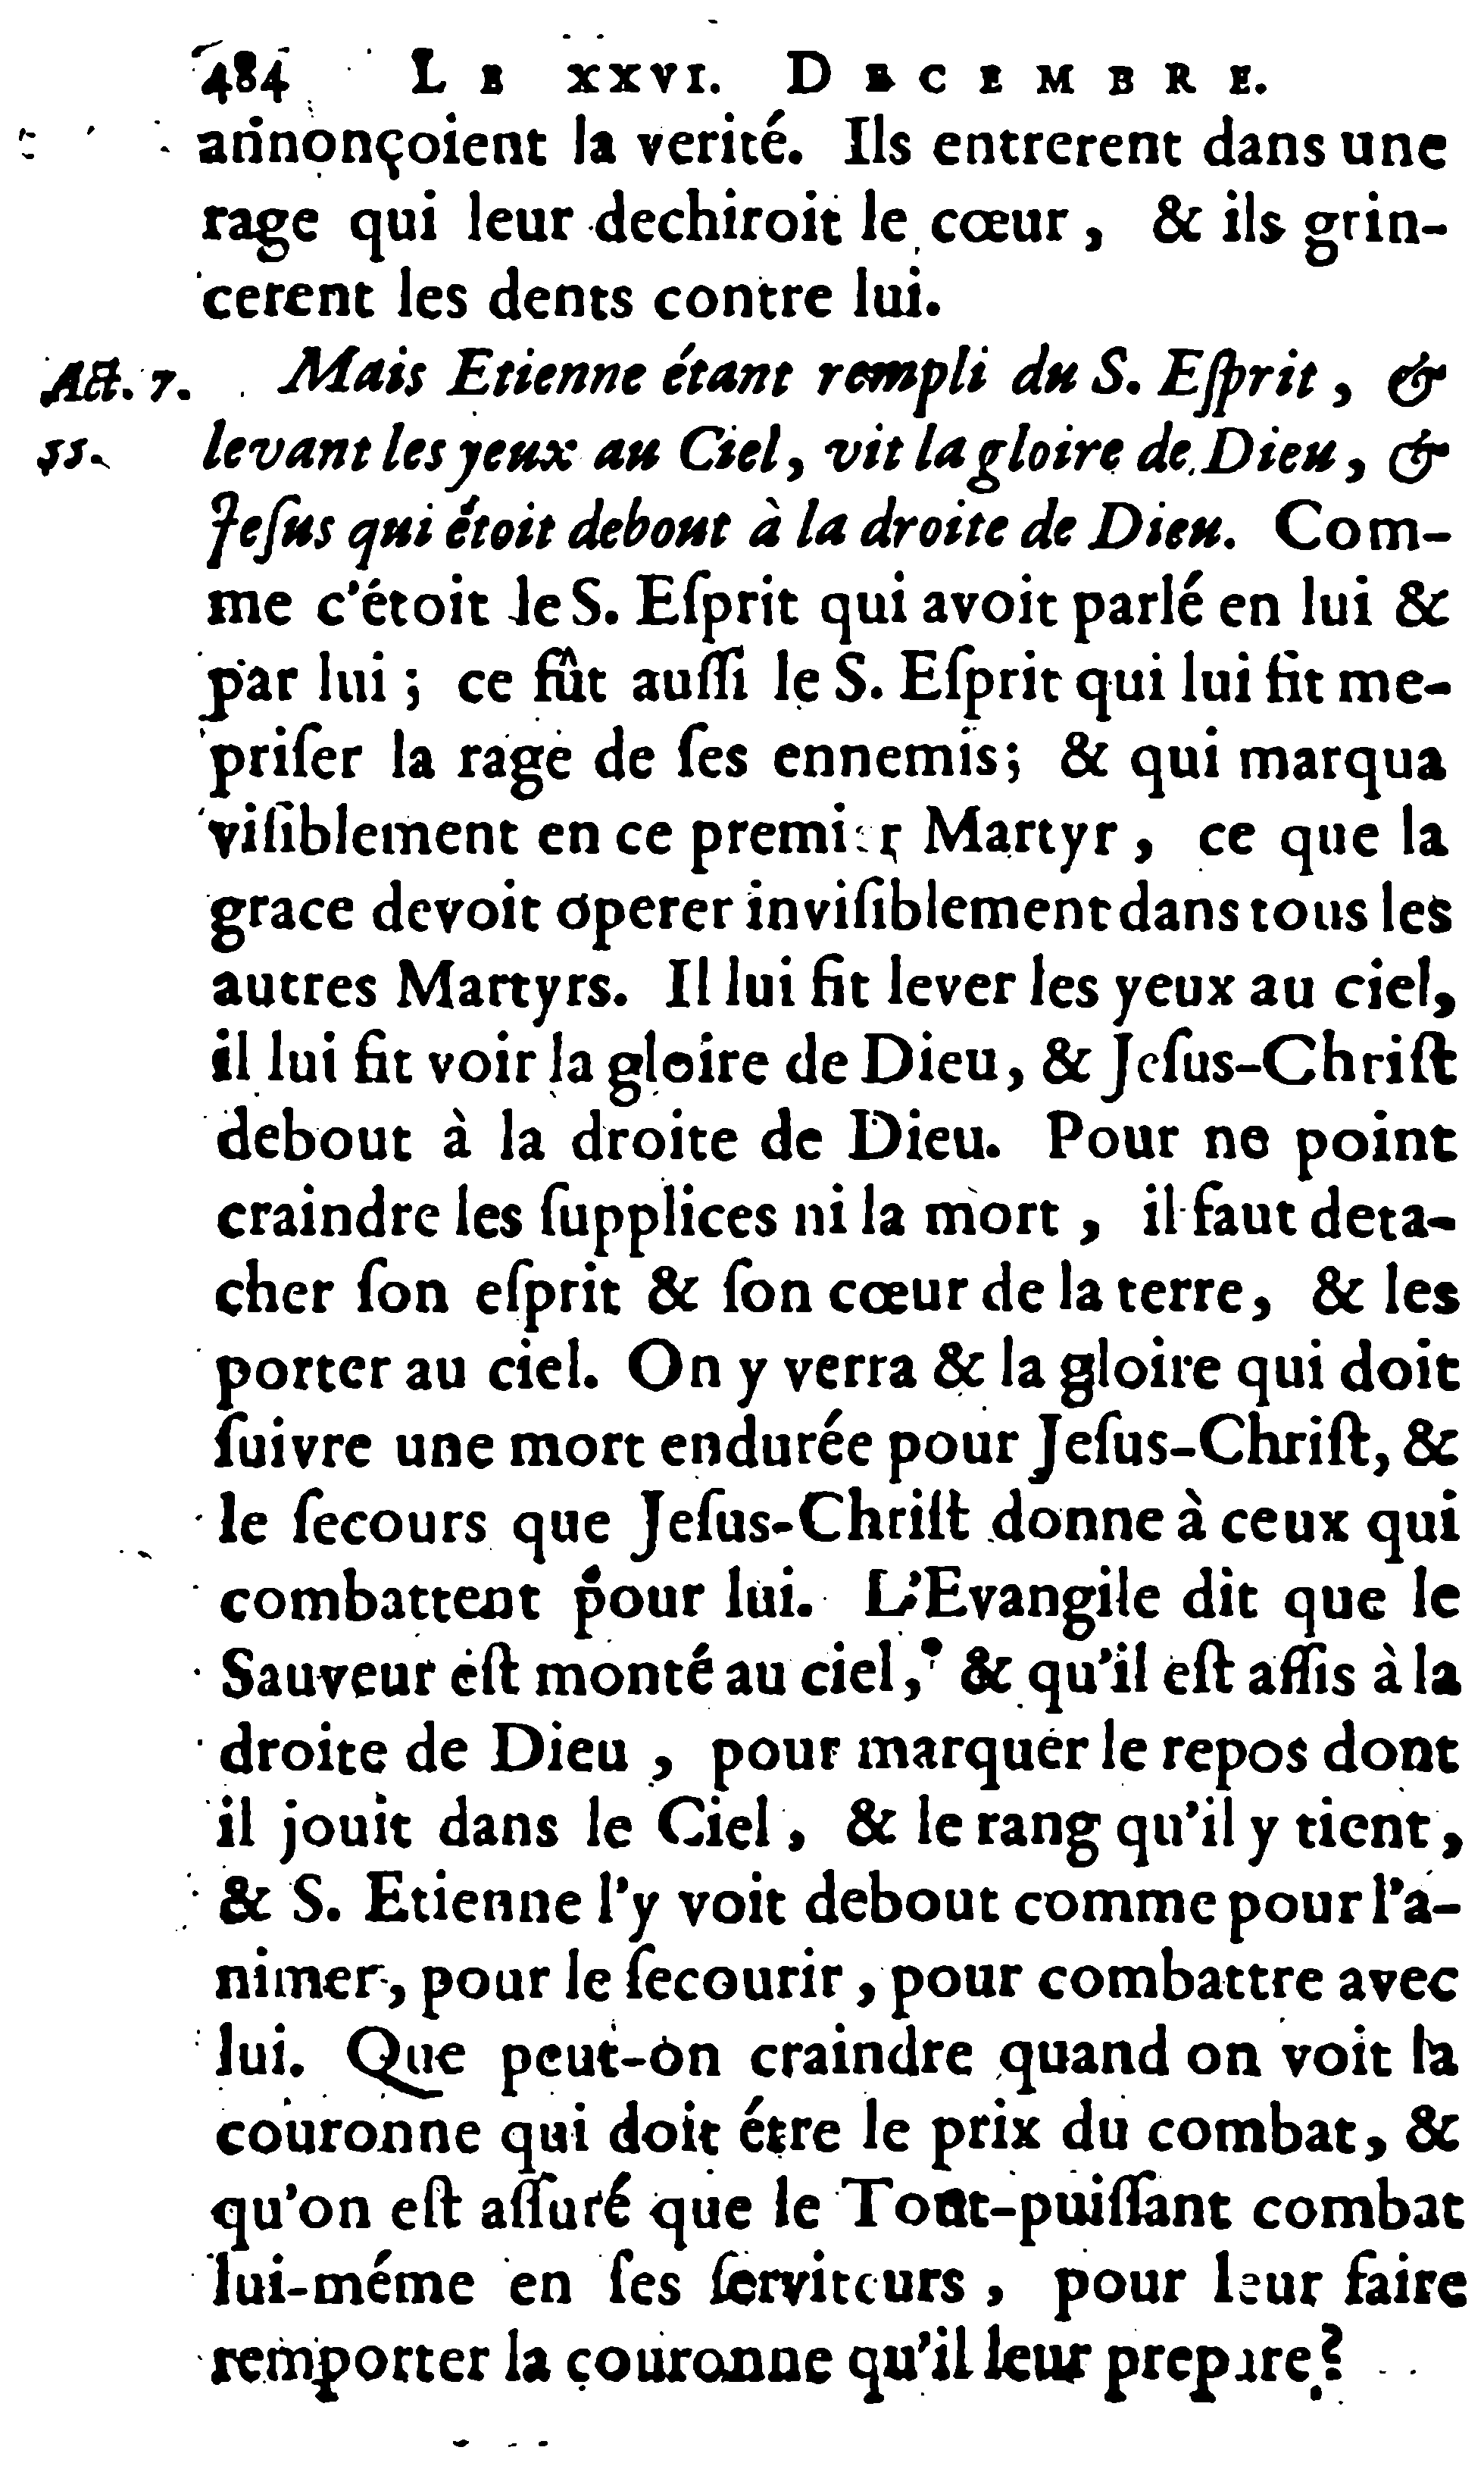 484 LE XXVI. DECEMBRE.
annonçoient la verité. Ils entrerent dans une
rage qui leur dechiroit le cœur, & ils grin-
cerent les dents contre lui.
Act. 7. Mais Etienne étant rempli du S. Eſprit, &
55. levant les yeux au Ciel, vit la gloire de Dieu, &
Jeſus qui étoit debout à la droite de Dieu. Com-
me c'étoit le S. Eſprit qui avoit parlé en lui &
par lui; ce fût auſſi le S. Eſprit qui lui fit me-
priſer la rage de ſes ennemis; & qui marqua
viſiblement en ce premier Martyr, ce que la
grace devoit operer inviſiblement dans tous les
autres Martyrs. Il lui fit lever les yeux au ciel,
il lui fit voir la gloire de Dieu, & Jeſus-Chriſt
debout à la droite de Dieu. Pour ne point
craindre les ſupplices ni la mort, il faut deta-
cher ſon eſprit & ſon cœur de la terre, & les
porter au ciel. On y verra & la gloire qui doit
ſuivre une mort endurée pour Jeſus-Chriſt, &
le ſecours que Jeſus-Chriſt donne à ceux qui
combattent pour lui. L'Evangile dit que le
Sauveur eſt monté au ciel, & qu'il eſt aſſis à la
droite de Dieu, pour marquer le repos dont
il jouit dans le Ciel, & le rang qu'il y tient,
& S. Etienne l'y voit debout comme pour l'a-
nimer, pour le ſecourir, pour combattre avec
lui. Que peut-on craindre quand on voit la
couronne qui doit étre le prix du combat, &
qu'on eſt aſſuré que le Tout-puiſſant combat
lui-méme en ſes ſerviteurs, pour leur faire
remporter la couronne qu'il leur prepare?